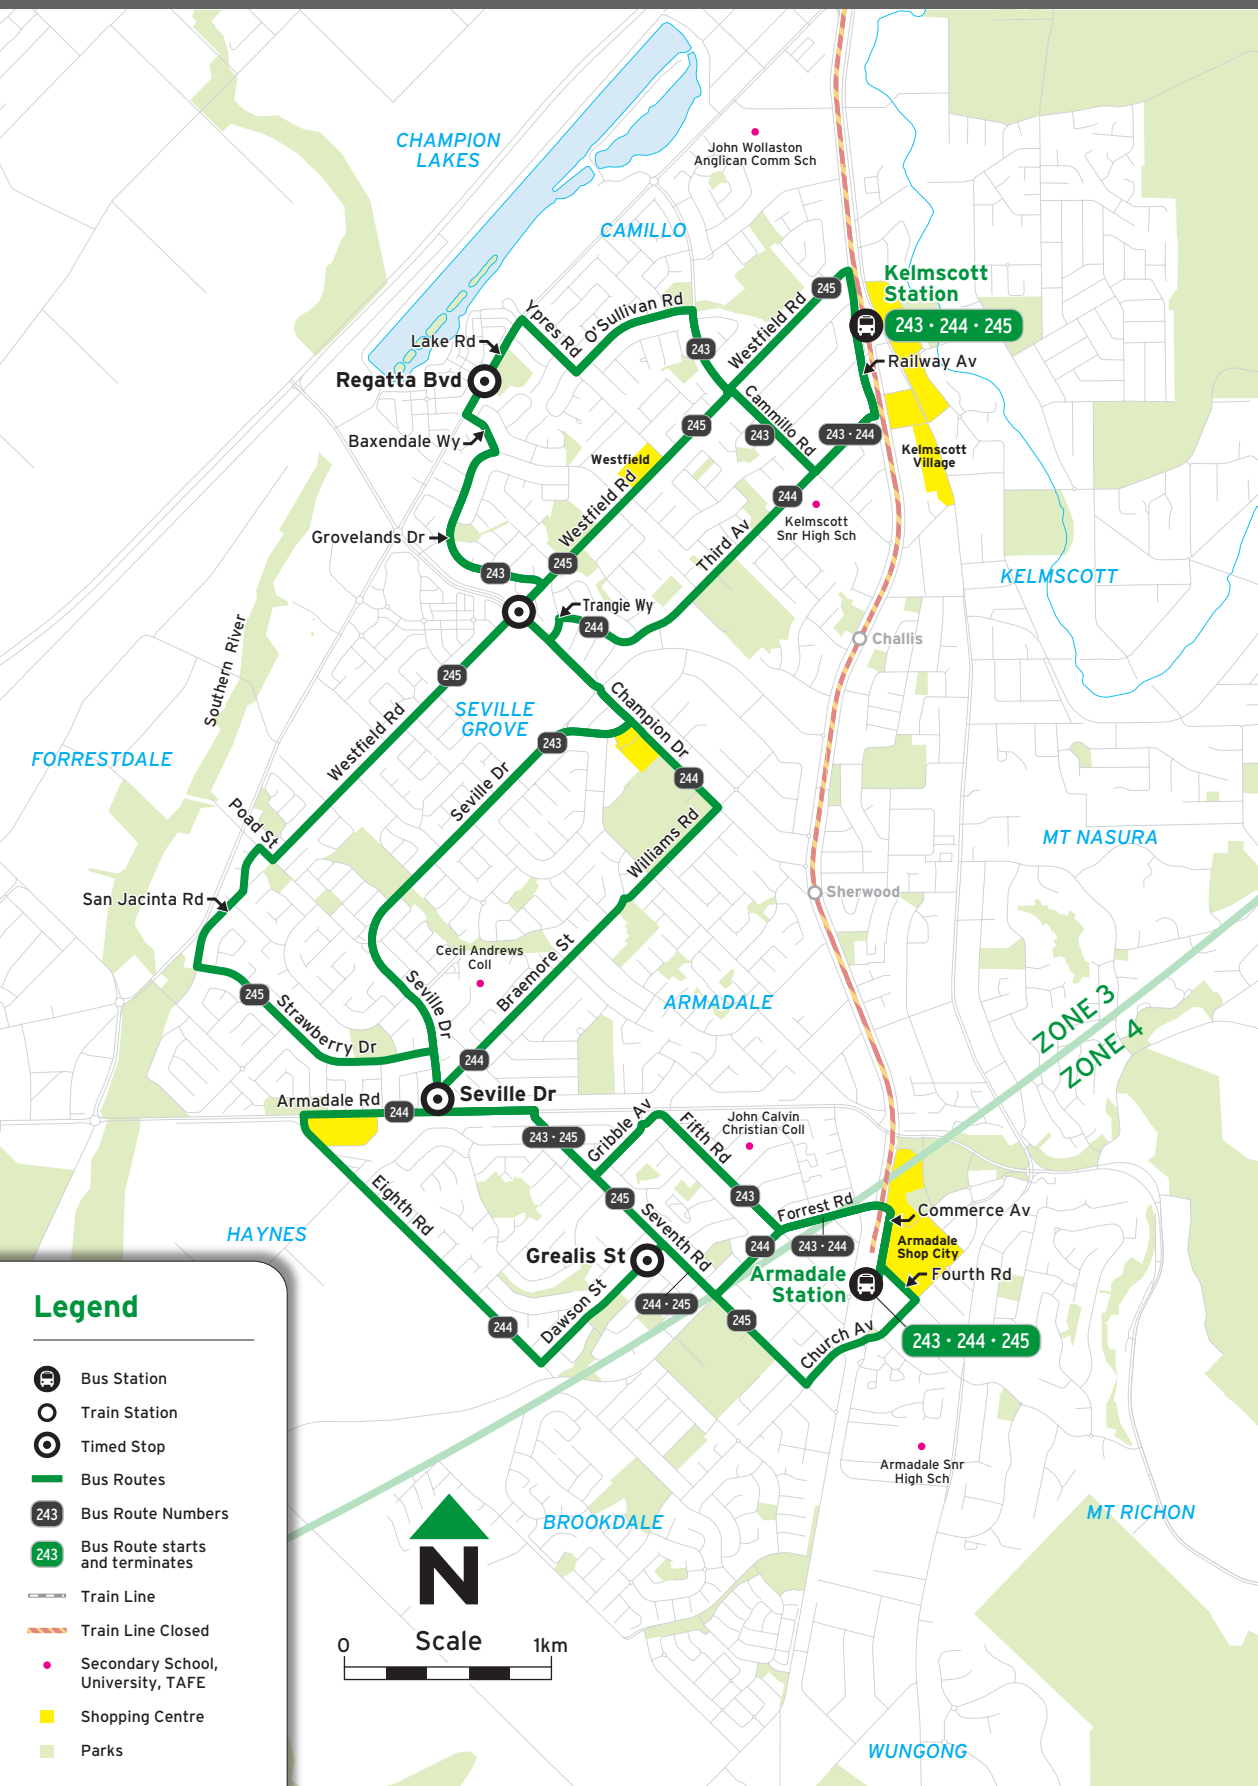 CHAMPION
LAKES
John Wollaston
Anglican Comm Sch
CAMILLO
Kelmscott
Station
243 · 244 · 245
245
Westfield Rd
O'Sullivan Rd
Ypres Rd
Lake Rd
Regatta Bvd
243
Railway Av
Baxendale Wy
245
Cammillo Rd
243
243 · 244
Kelmscott
Village
Westfield
Westfield Rd
244
Kelmscott
Snr High Sch
Grovelands Dr
Third Av
245
243
KELMSCOTT
Trangie Wy
244
Challis
Southern River
245
SEVILLE
GROVE
Champion Dr
Westfield Rd
243
FORRESTDALE
Seville Dr
244
Poad St
Williams Rd
MT NASURA
San Jacinta Rd
Sherwood
Cecil Andrews
Coll
Braemore St
245
Seville Dr
ARMADALE
Strawberry Dr
ZONE 3
ZONE 4
244
Seville Dr
Armadale Rd
244
243 · 245
Gribble Av
Fifth Rd
John Calvin
Christian Coll
Eighth Rd
245
243
Forrest Rd
Commerce Av
HAYNES
Seventh Rd
244
243 · 244
Armadale
Shop City
Grealis St
Armadale
Station
Fourth Rd
Dawson St
244 · 245
244
245
Church Av
243 · 244 · 245
Armadale Snr
High Sch
BROOKDALE
MT RICHON
WUNGONG
N
Scale
0
1km
Legend
Bus Station
Train Station
Timed Stop
Bus Routes
243
Bus Route Numbers
243
Bus Route starts
and terminates
Train Line
Train Line Closed
Secondary School,
University, TAFE
Shopping Centre
Parks